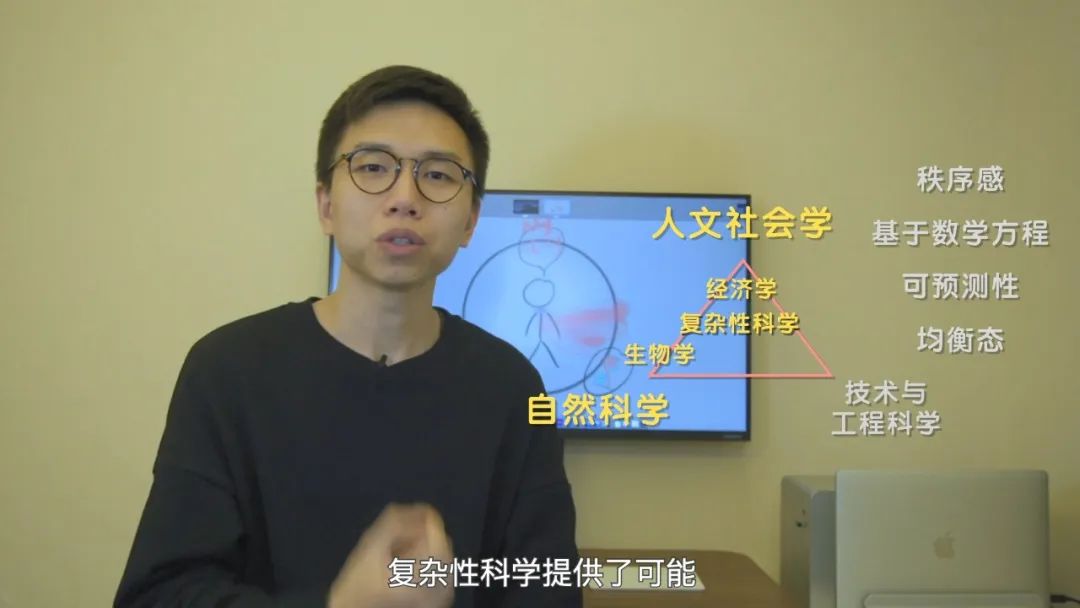 人文社会学
经济学
复杂性科学
生物学
自然科学
秩序感
基于数学方程
可预测性
均衡态
技术与
工程科学
复杂性科学提供了可能